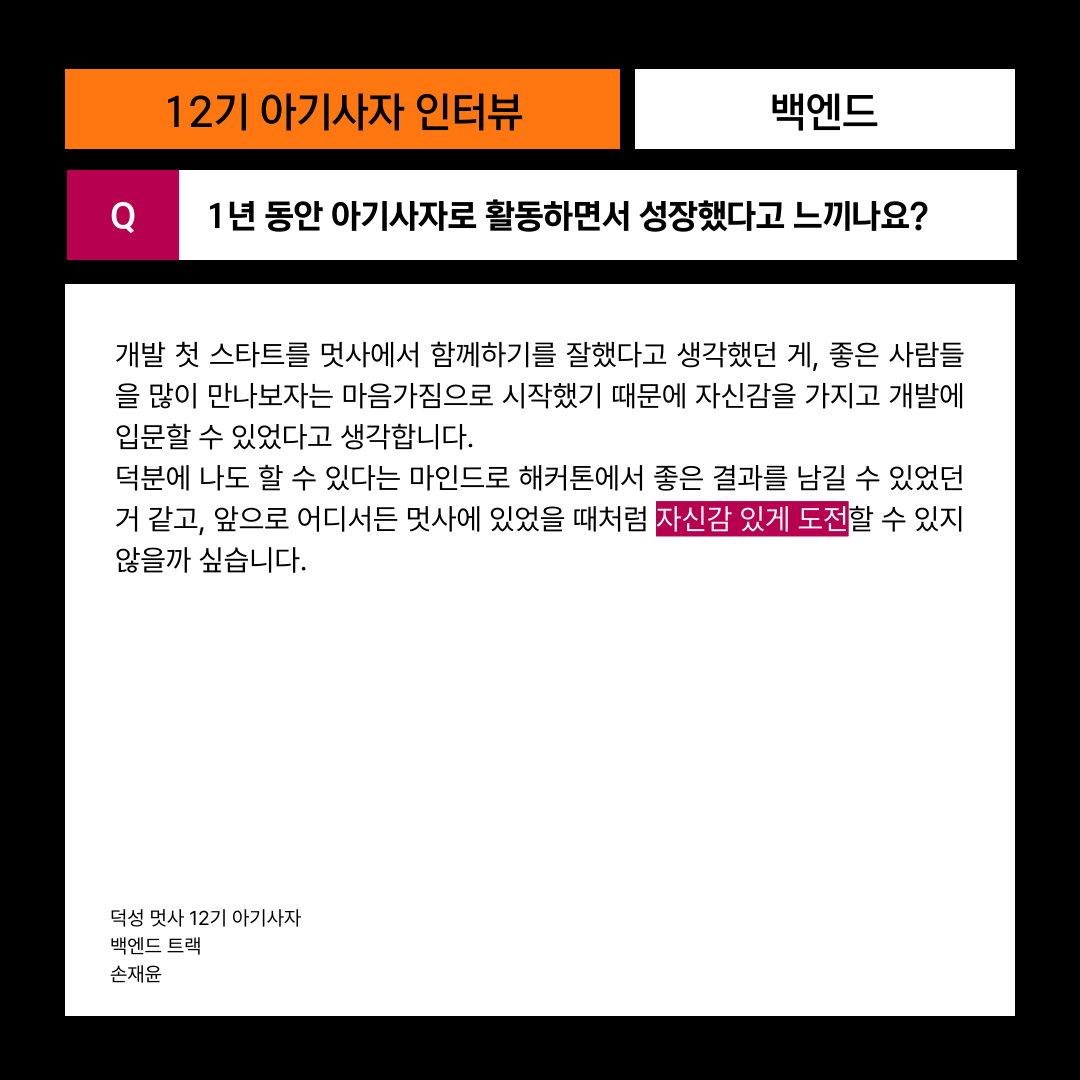 12기 아기사자 인터뷰
백엔드
Q
1년 동안 아기사자로 활동하면서 성장했다고 느끼나요?
개발 첫 스타트를 멋사에서 함께하기를 잘했다고 생각했던 게, 좋은 사람들
을 많이 만나보자는 마음가짐으로 시작했기 때문에 자신감을 가지고 개발에
입문할 수 있었다고 생각합니다.
덕분에 나도 할 수 있다는 마인드로 해커톤에서 좋은 결과를 남길 수 있었던
거 같고, 앞으로 어디서든 멋사에 있었을 때처럼 자신감 있게 도전할 수 있지
않을까 싶습니다.
덕성 멋사 12기 아기사자
백엔드 트랙
손재윤